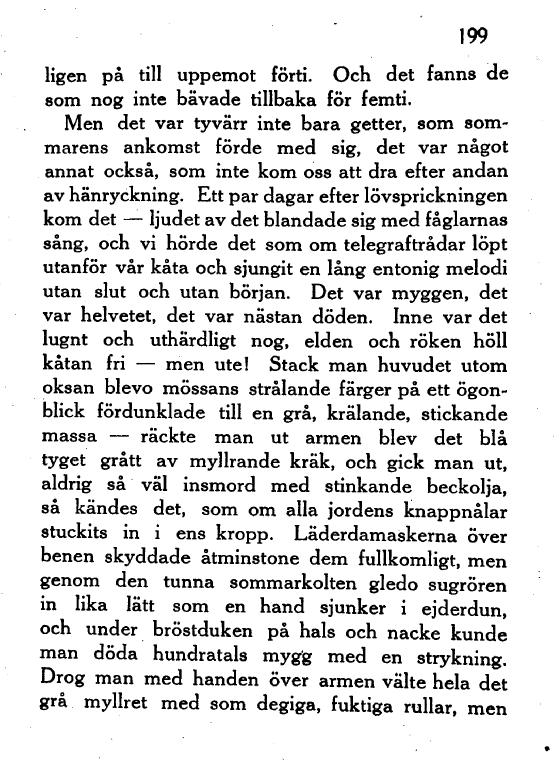 199
ligen på till uppemot förti. Och det fanns de
som nog inte bävade tillbaka för femti.
Men det var tyvärr inte bara getter, som som-
marens ankomst förde med sig, det var något
annat också, som inte kom oss att dra efter andan
av hänryckning. Ett par dagar efter lövsprickningen
kom det — ljudet av det blandade sig med fåglarnas
sång, och vi hörde det som om telegraftrådar löpt
utanför vår kåta och sjungit en lång entonig melodi
utan slut och utan början. Det var myggen, det
var helvetet, det var nästan döden. Inne var det
lugnt och uthärdligt nog, elden och röken höll
kåtan fri — men ute! Stack man huvudet utom
oksan blevo mössans strålande färger på ett ögon-
blick fördunklade till en grå, krälande, stickande
massa — räckte man ut armen blev det blå
tyget grått av myllrande kräk, och gick man ut,
aldrig så väl insmord med stinkande beckolja,
så kändes det, som om alla jordens knappnålar
stuckits in i ens kropp. Läderdamaskerna över
benen skyddade åtminstone dem fullkomligt, men
genom den tunna sommarkolten gledo sugrören
in lika lätt som en hand sjunker i ejderdun,
och under bröstduken på hals och nacke kunde
man döda hundratals mygg med en strykning.
Drog man med handen över armen välte hela det
grå myllret med som degiga, fuktiga rullar, men